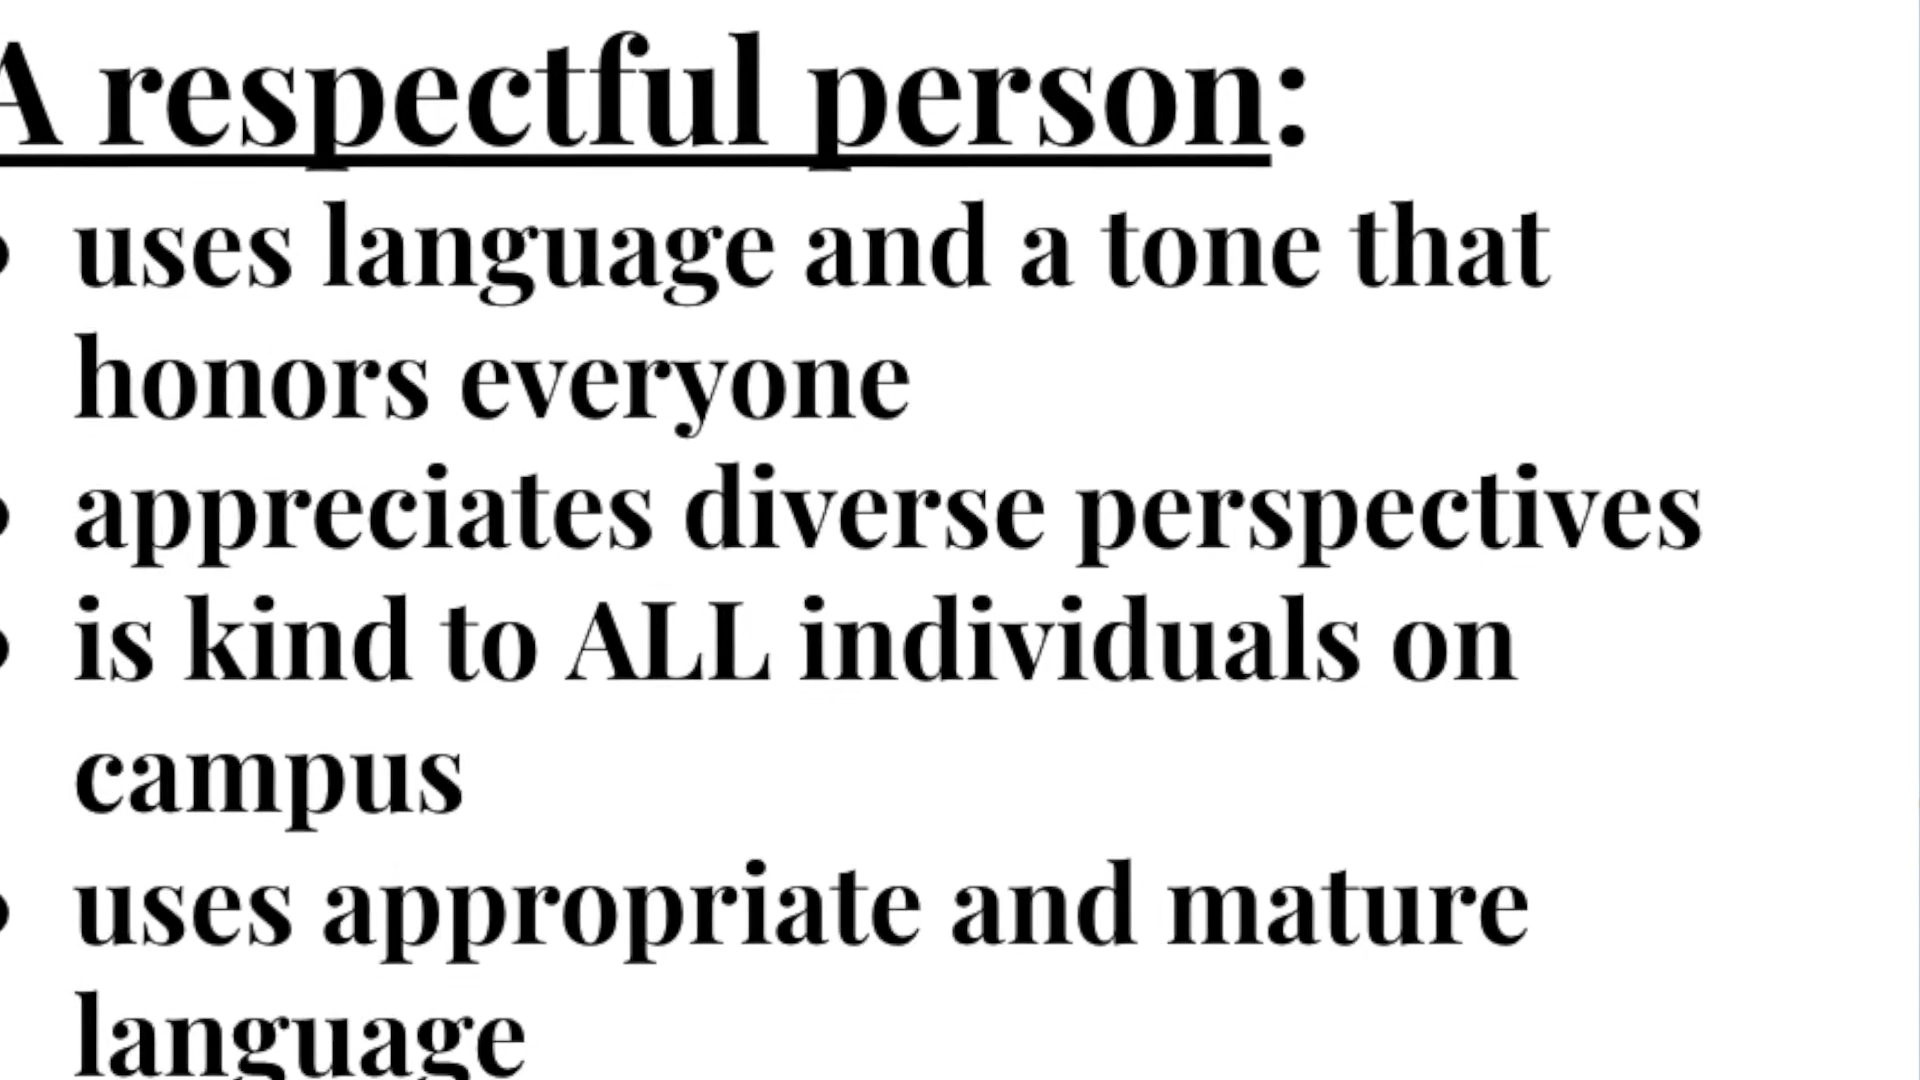 A respectful person:
• uses language and a tone that
honors everyone
• appreciates diverse perspectives
• is kind to ALL individuals on
campus
• uses appropriate and mature
language